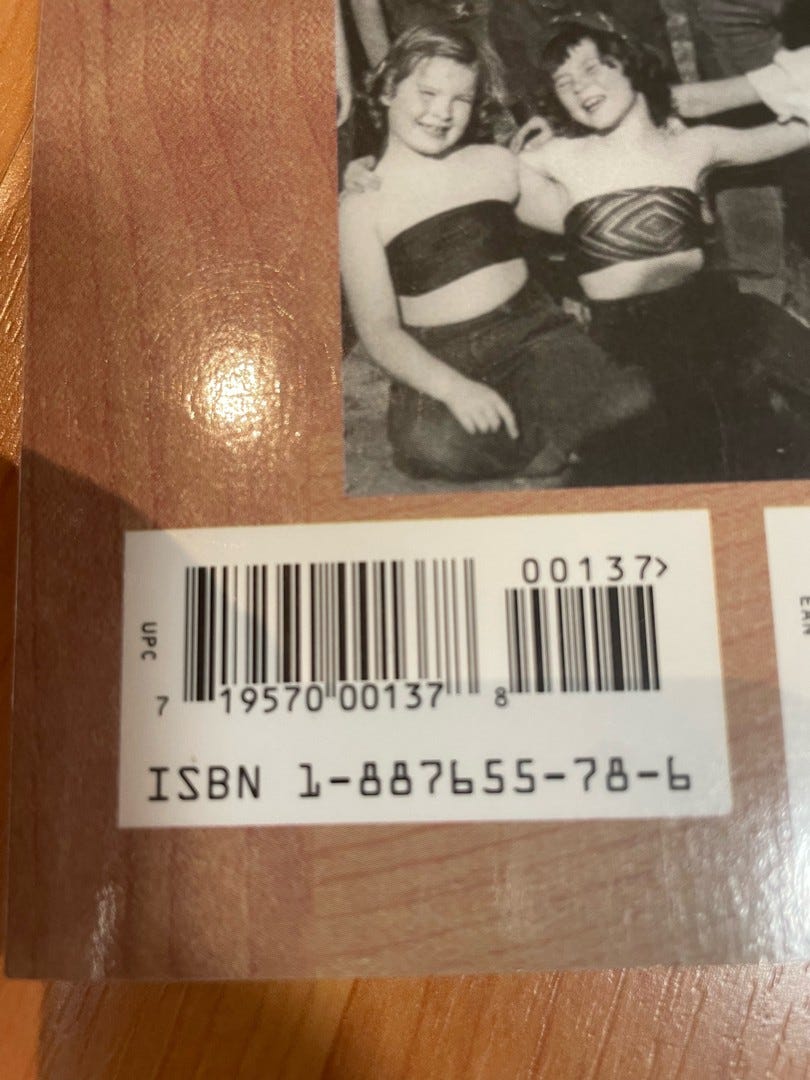 00137>
UPC
7 19570 00137 8
ISBN 1-887655-78-6
EAN